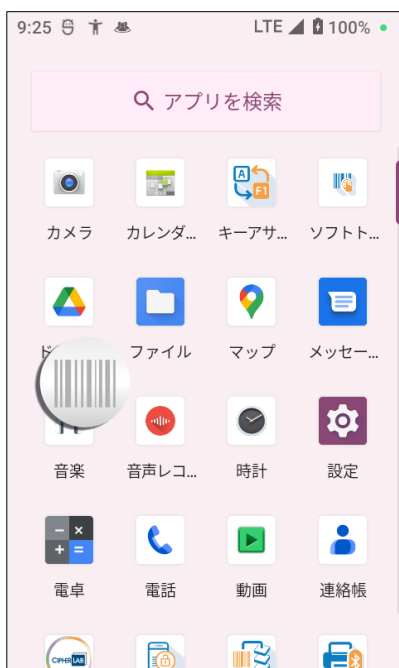 9:25 LTE 100%
アプリを検索
カメラ カレンダ... キーアサ... ソフトト...
ファイル マップ メッセー...
音楽 音声レコ... 時計 設定
電卓 電話 動画 連絡帳
CIPHERLAB